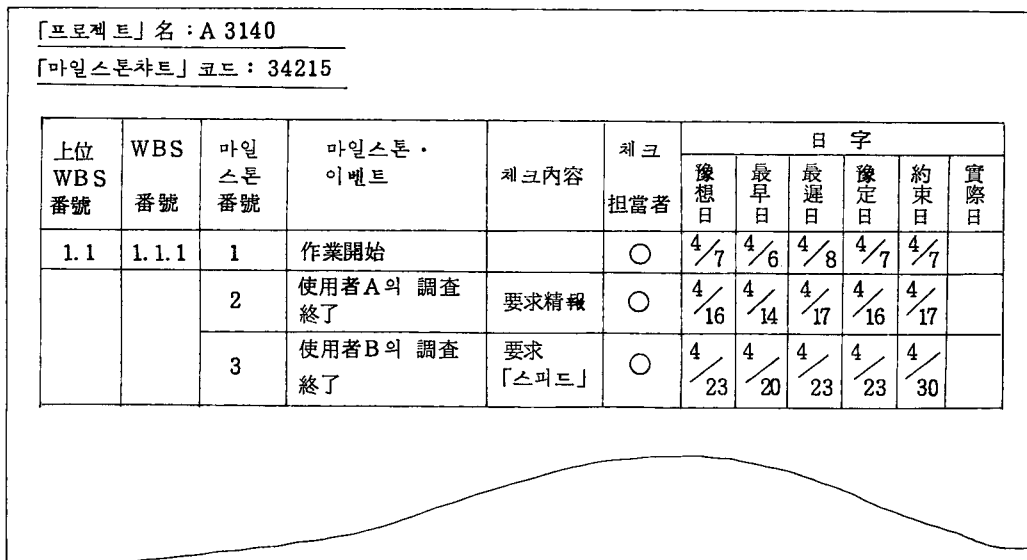 「프로젝트」 名 : A 3140
「마일스톤챠트」 코드 : 34215
上位 WBS 番號
WBS 番號
마일스톤 番號
마일스톤 · 이벤트
체크內容
체크 担當者
日 字
豫想日 最早日 最遲日 豫定日 約束日 實際日
1.1 1.1.1 1 作業開始 ○ 4/7 4/6 4/8 4/7 4/7
2 使用者A의 調査 終了 要求精報 ○ 4/16 4/14 4/17 4/16 4/17
3 使用者B의 調査 終了 要求 「스피드」 ○ 4/23 4/20 4/23 4/23 4/30